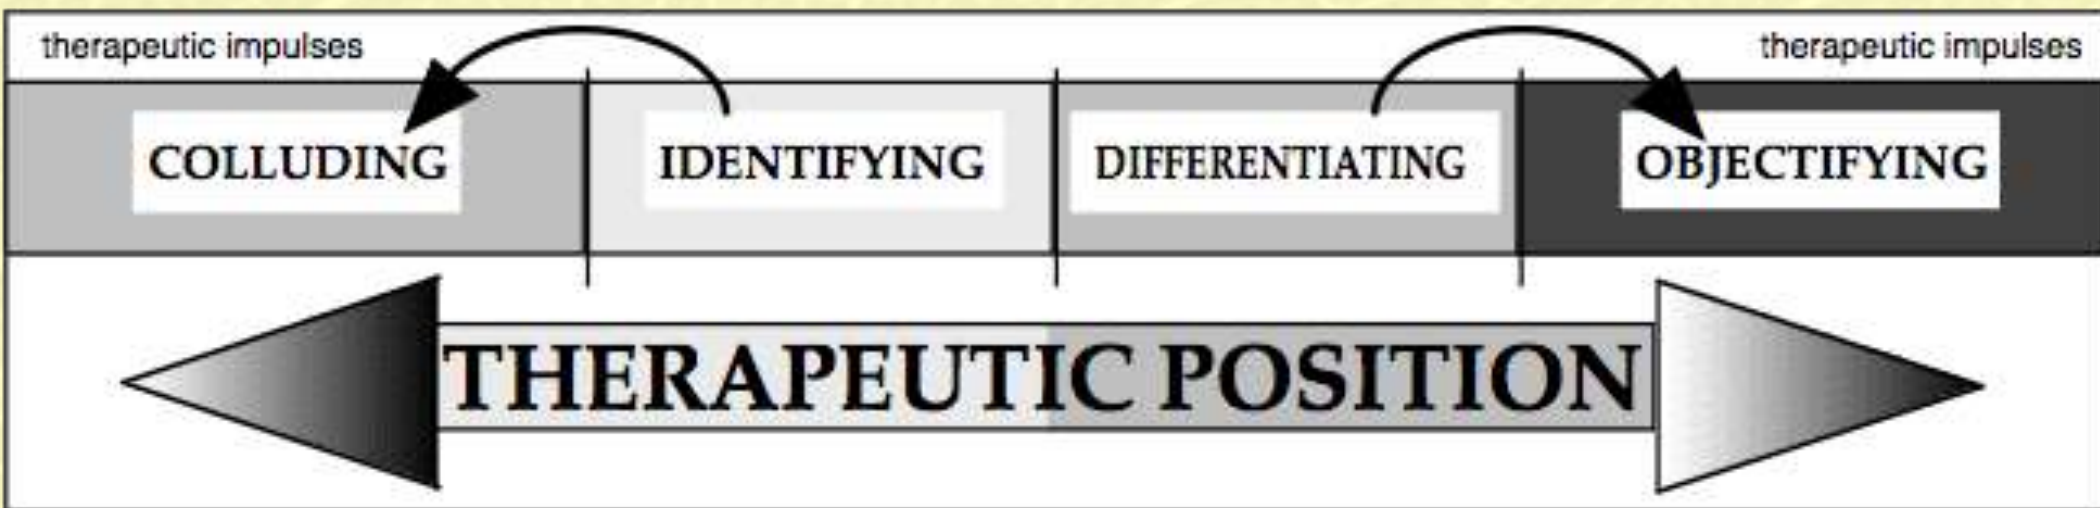 therapeutic impulses therapeutic impulses
COLLUDING IDENTIFYING DIFFERENTIATING OBJECTIFYING
THERAPEUTIC POSITION